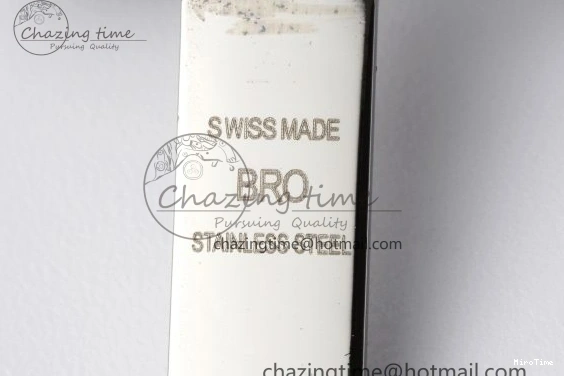 Chazing time
Pursuing Quality
SWISS MADE
BRO
Chazing time
Pursuing Quality
chazingtime@hotmail.com
STAINLESS STEEL
chazingtime@hotmail.com
MiroTime